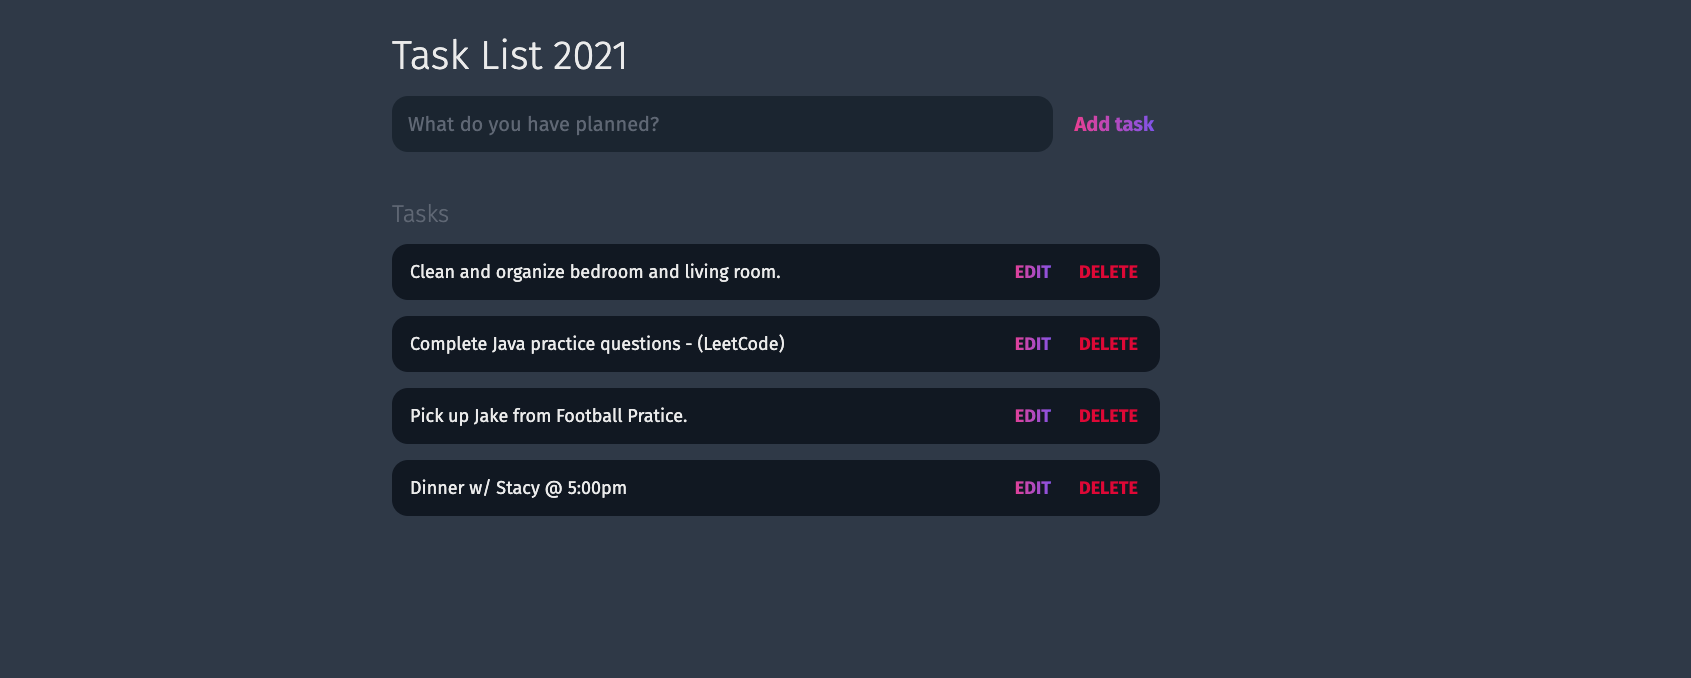 Task List 2021
What do you have planned? Add task
Tasks
Clean and organize bedroom and living room. EDIT DELETE
Complete Java practice questions - (LeetCode) EDIT DELETE
Pick up Jake from Football Pratice. EDIT DELETE
Dinner w/ Stacy @ 5:00pm EDIT DELETE